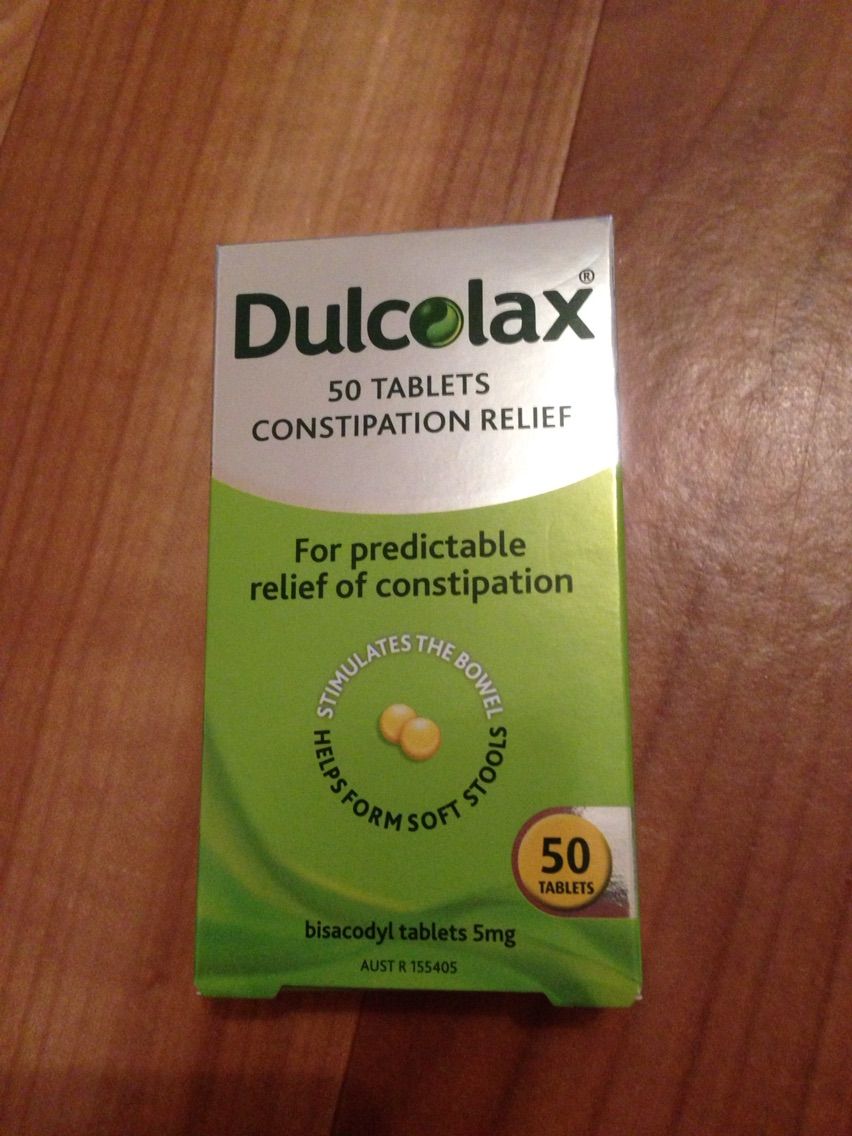 Dulcolax®
50 TABLETS
CONSTIPATION RELIEF
For predictable
relief of constipation
STIMULATES THE BOWEL
HELPS FORM SOFT STOOLS
50
TABLETS
bisacodyl tablets 5mg
AUST R 155405